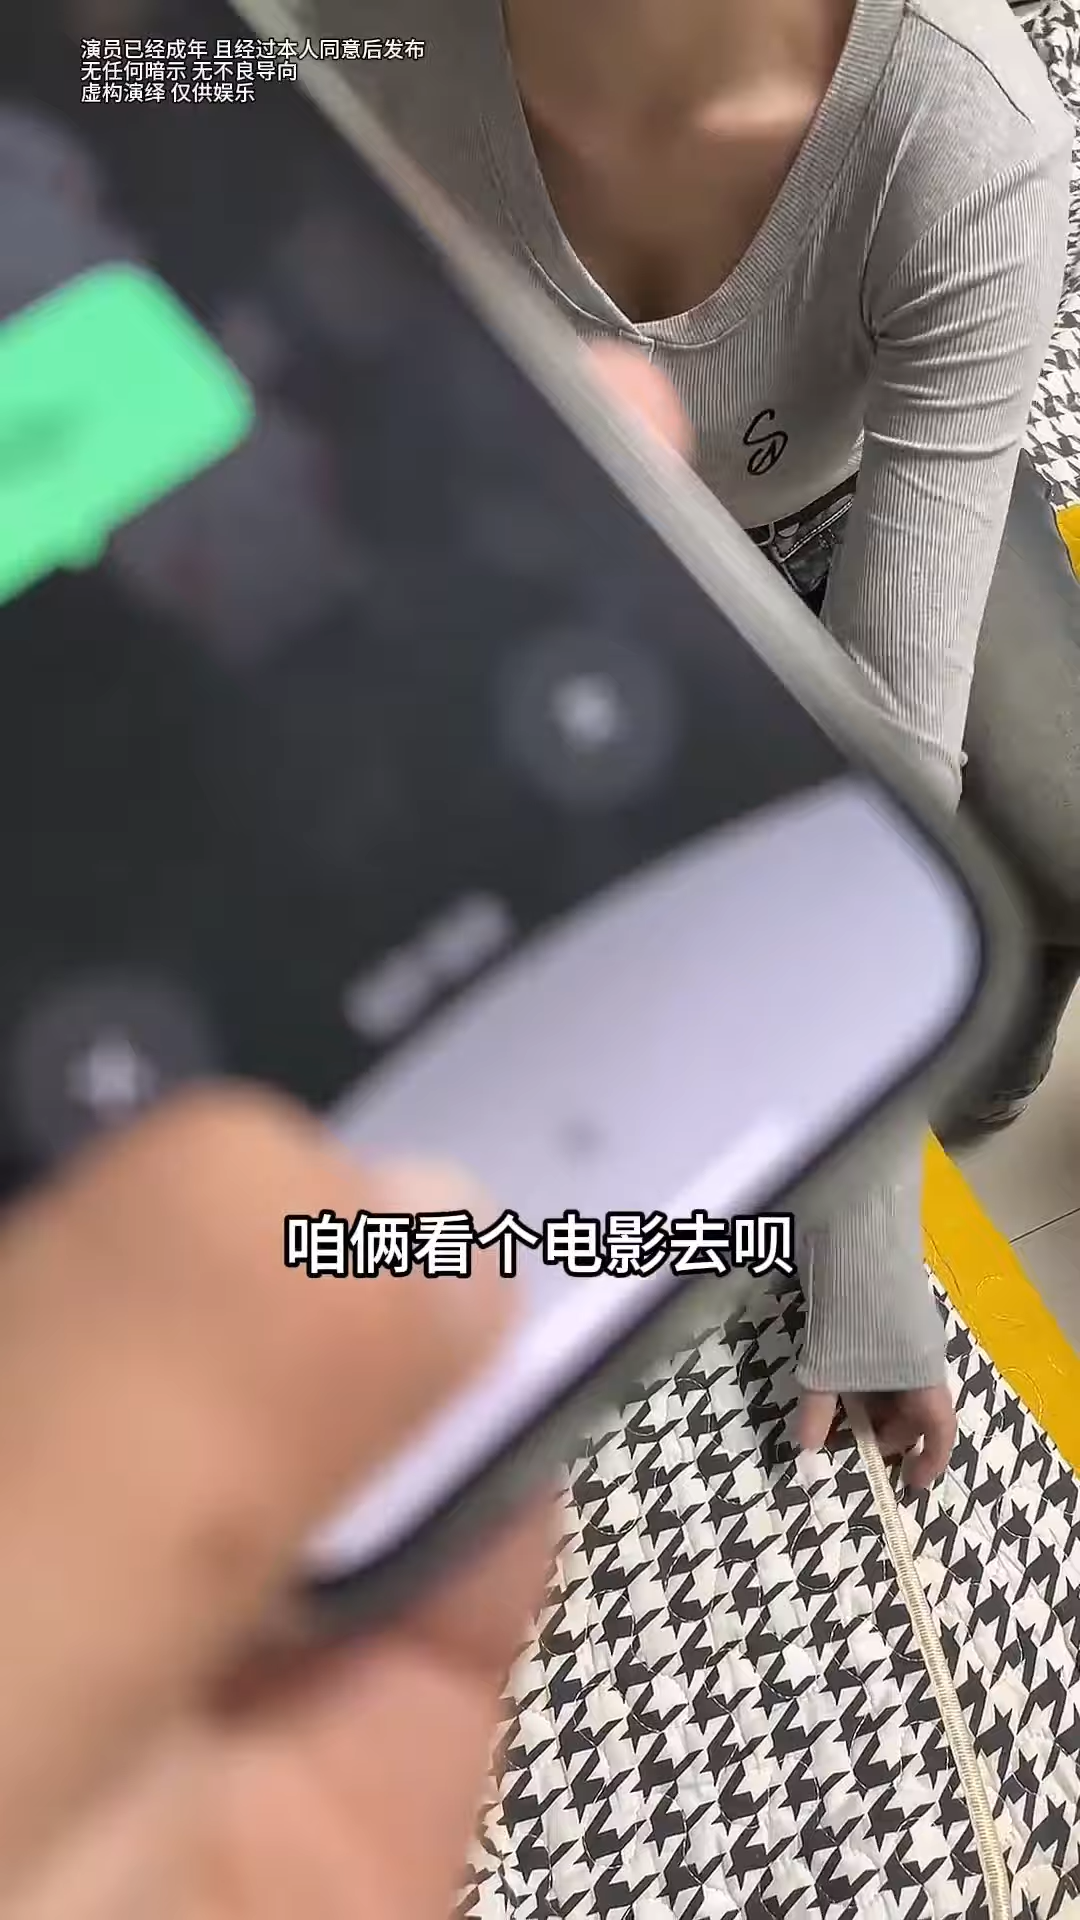 演员已经成年 且经过本人同意后发布
无任何暗示 无不良导向
虚构演绎 仅供娱乐
咱俩看个电影去呗